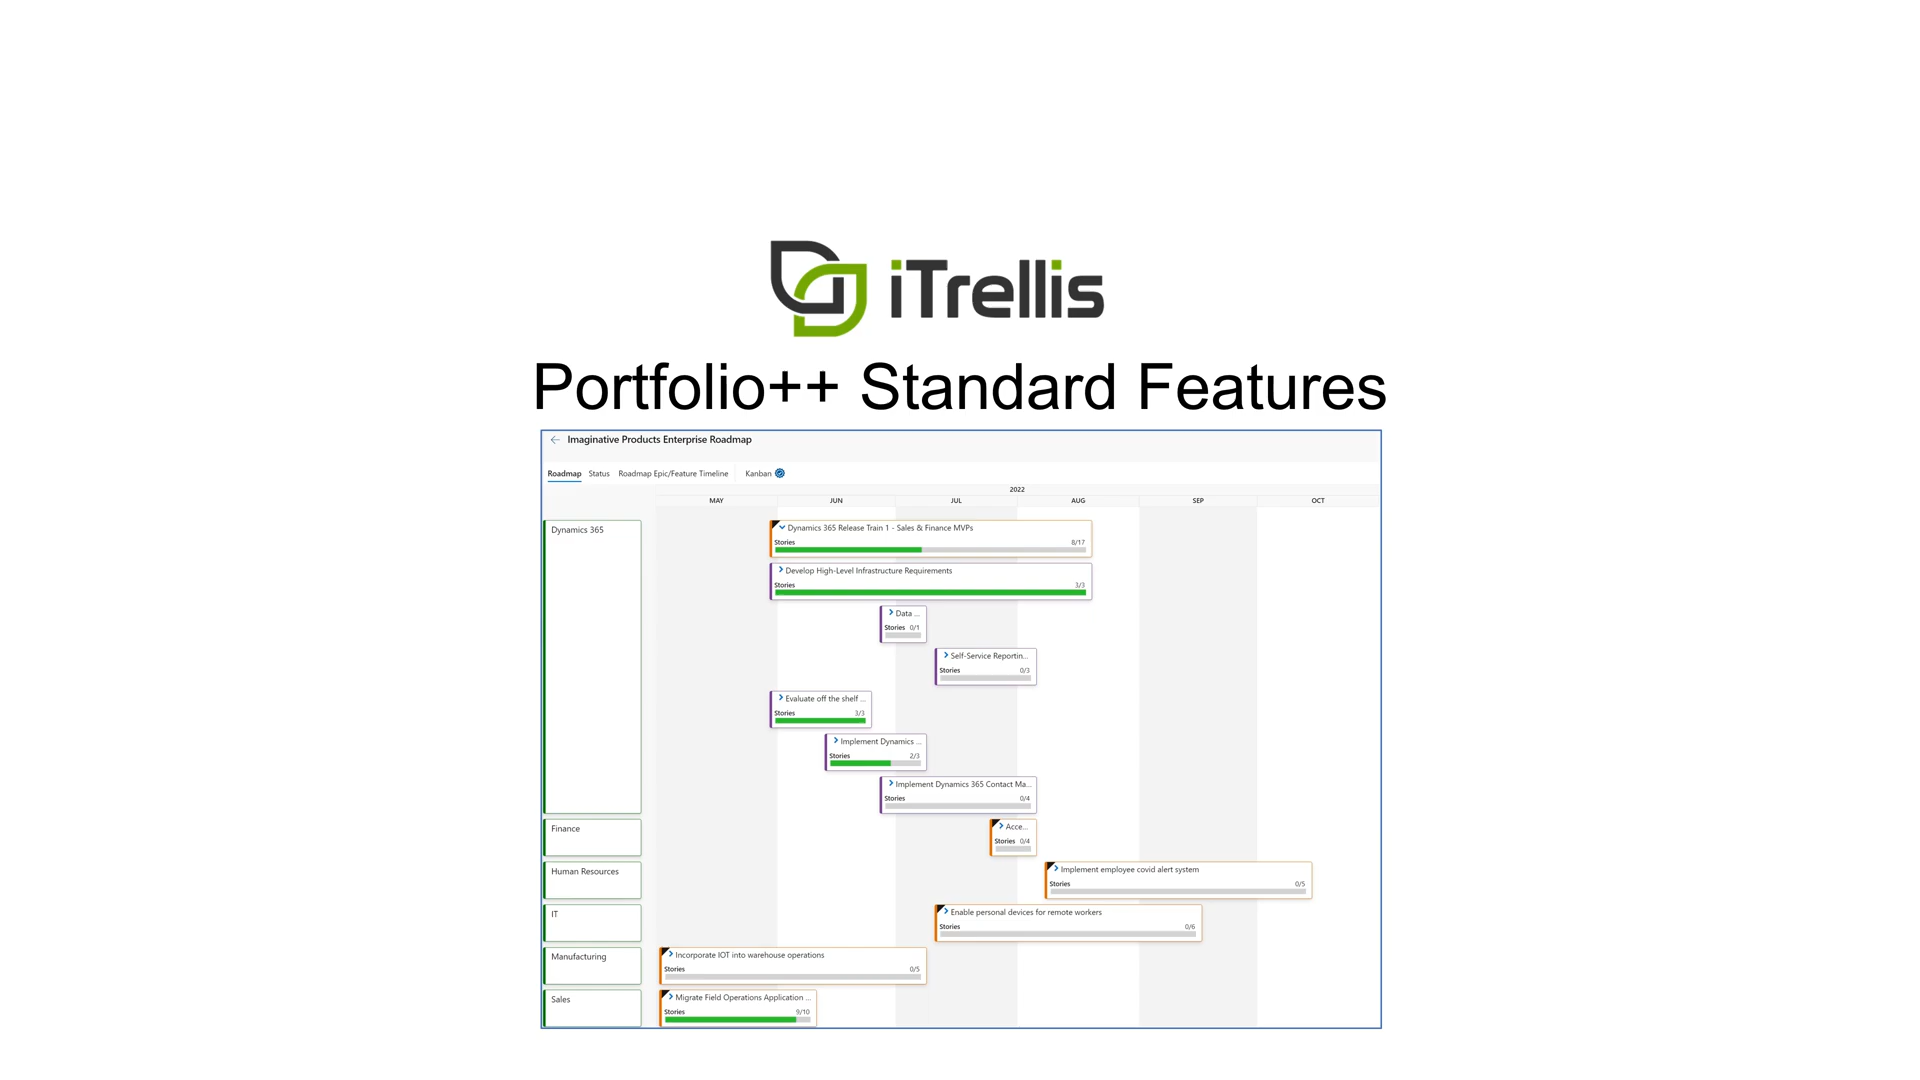 iTrellis
Portfolio++ Standard Features
Imaginative Products Enterprise Roadmap
Roadmap Status Roadmap Epic/Feature Timeline Kanban
2022
MAY JUN JUL AUG SEP OCT
Dynamics 365
Dynamics 365 Release Train 1 - Sales & Finance MVPs
Stories 8/17
Develop High-Level Infrastructure Requirements
Stories 3/3
Data ...
Stories 0/1
Self-Service Reportin...
Stories 0/3
Evaluate off the shelf ...
Stories 3/3
Implement Dynamics ...
Stories 2/3
Implement Dynamics 365 Contact Ma...
Stories 0/4
Finance
Acce...
Stories 0/4
Human Resources
Implement employee covid alert system
Stories 0/5
IT
Enable personal devices for remote workers
Stories 0/6
Manufacturing
Incorporate IOT into warehouse operations
Stories 0/5
Sales
Migrate Field Operations Application ...
Stories 9/10